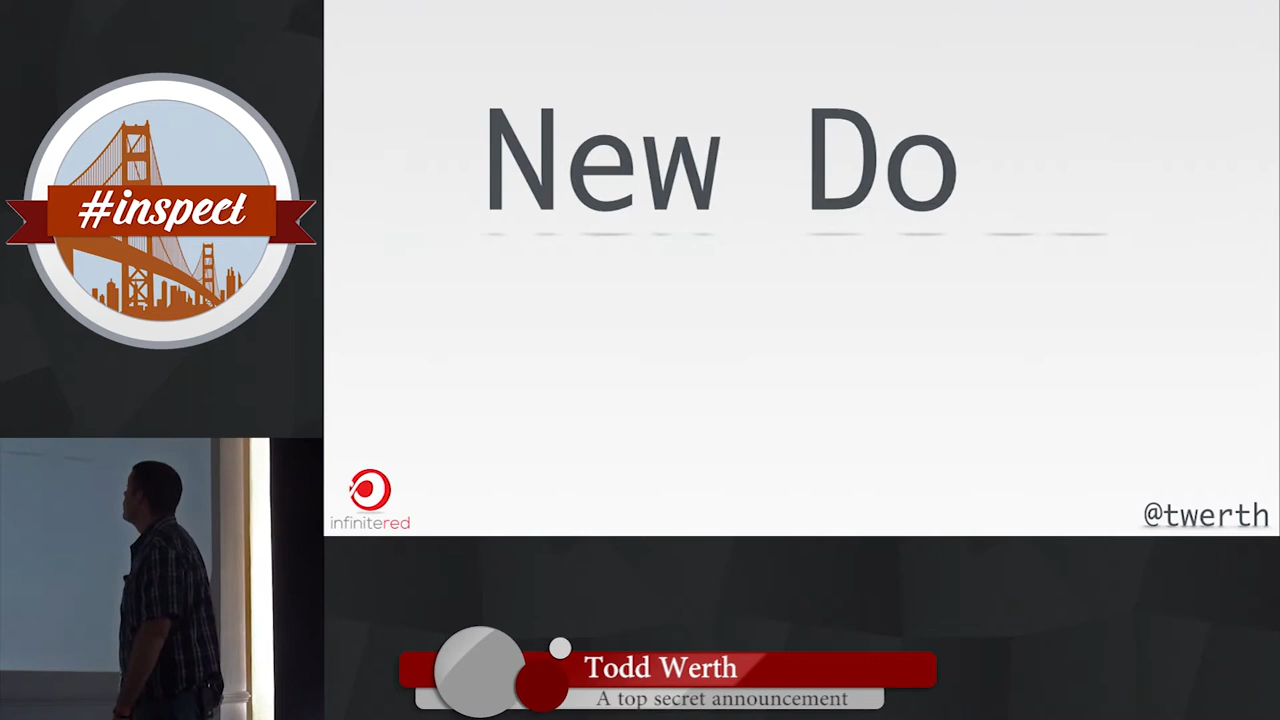 #inspect
New Do
infinitered
@twerth
Todd Werth
A top secret announcement